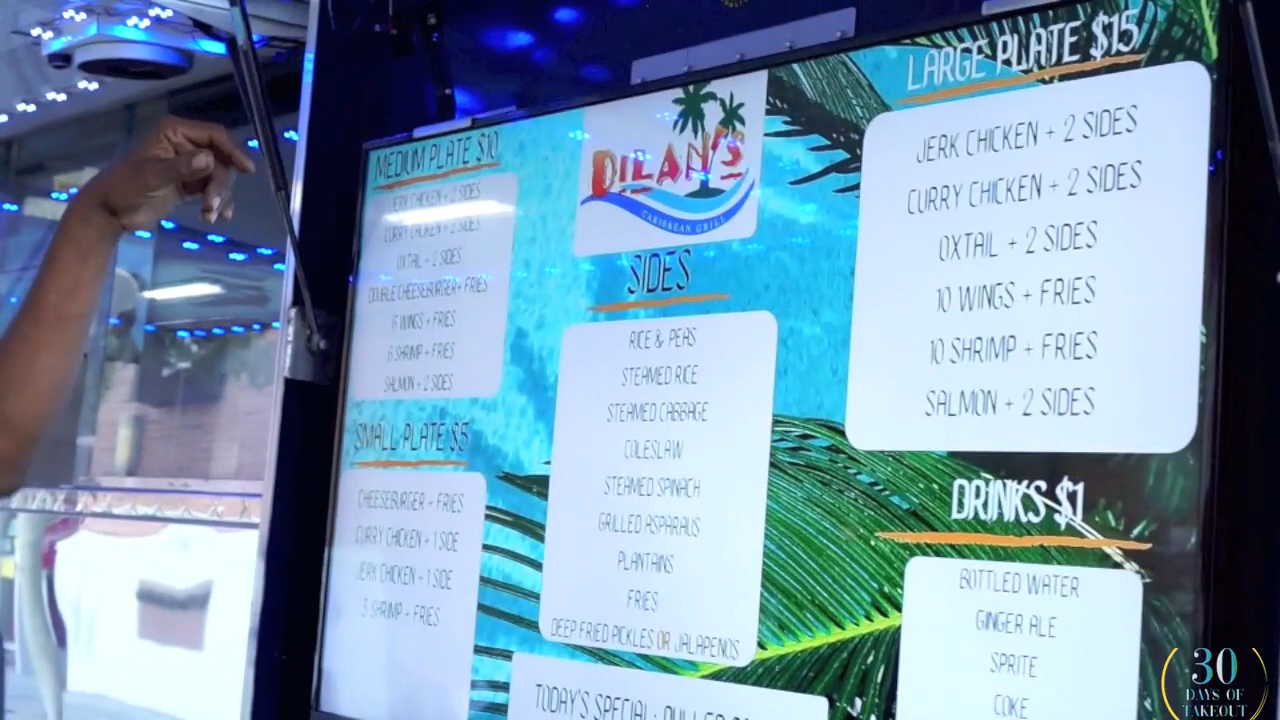 MEDIUM PLATE $10
JERK CHICKEN + 2 SIDES
CURRY CHICKEN + 2 SIDES
OXTAIL + 2 SIDES
DOUBLE CHEESEBURGER + FRIES
6 WINGS + FRIES
6 SHRIMP + FRIES
SALMON + 2 SIDES
SMALL PLATE $5
CHEESEBURGER + FRIES
CURRY CHICKEN + 1 SIDE
JERK CHICKEN + 1 SIDE
3 SHRIMP + FRIES
DILAN'S
CARIBBEAN GRILL
SIDES
RICE & PEAS
STEAMED RICE
STEAMED CABBAGE
COLESLAW
STEAMED SPINACH
GRILLED ASPARAUS
PLANTAINS
FRIES
DEEP FRIED PICKLES OR JALAPENOS
TODAY'S SPECIAL:
LARGE PLATE $15
JERK CHICKEN + 2 SIDES
CURRY CHICKEN + 2 SIDES
OXTAIL + 2 SIDES
10 WINGS + FRIES
10 SHRIMP + FRIES
SALMON + 2 SIDES
DRINKS $1
BOTTLED WATER
GINGER ALE
SPRITE
COKE
30
DAYS OF
TAKEOUT